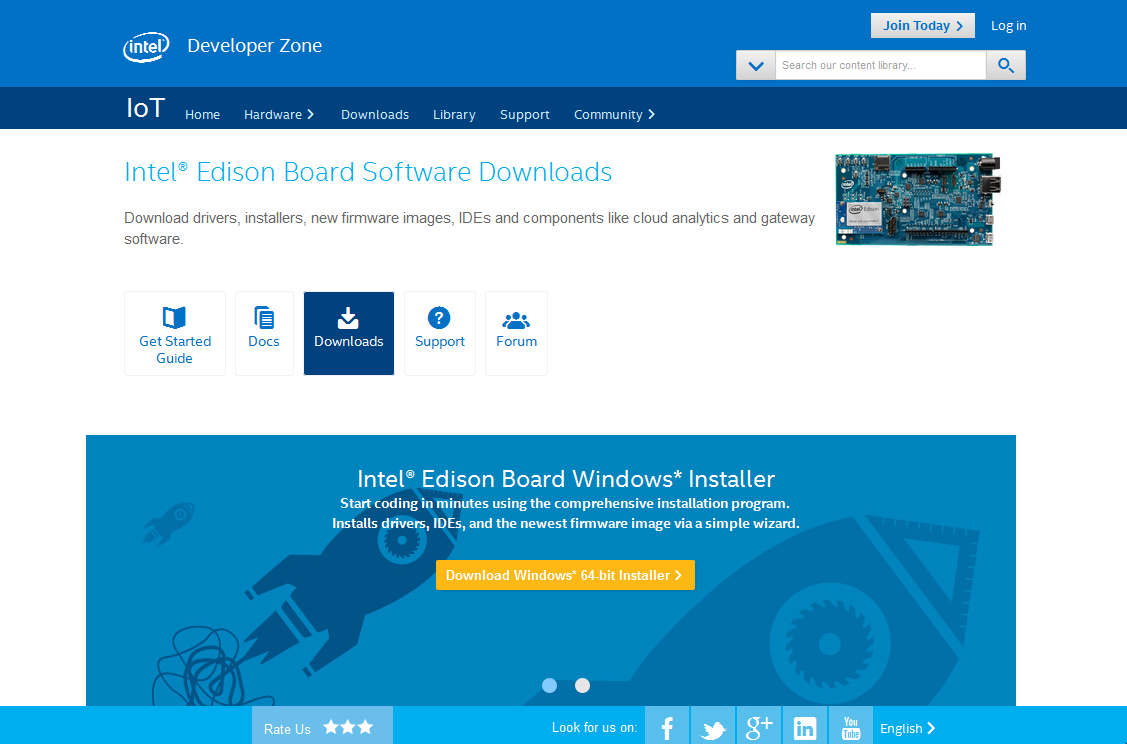 Join Today
Log in
intel
Developer Zone
Search our content library...
IoT
Home Hardware Downloads Library Support Community
Intel® Edison Board Software Downloads
Download drivers, installers, new firmware images, IDEs and components like cloud analytics and gateway
software.
Get Started
Guide
Docs
Downloads
Support
Forum
Intel® Edison Board Windows* Installer
Start coding in minutes using the comprehensive installation program.
Installs drivers, IDEs, and the newest firmware image via a simple wizard.
Download Windows* 64-bit Installer
Rate Us
Look for us on:
f
g+
in
You
Tube
English